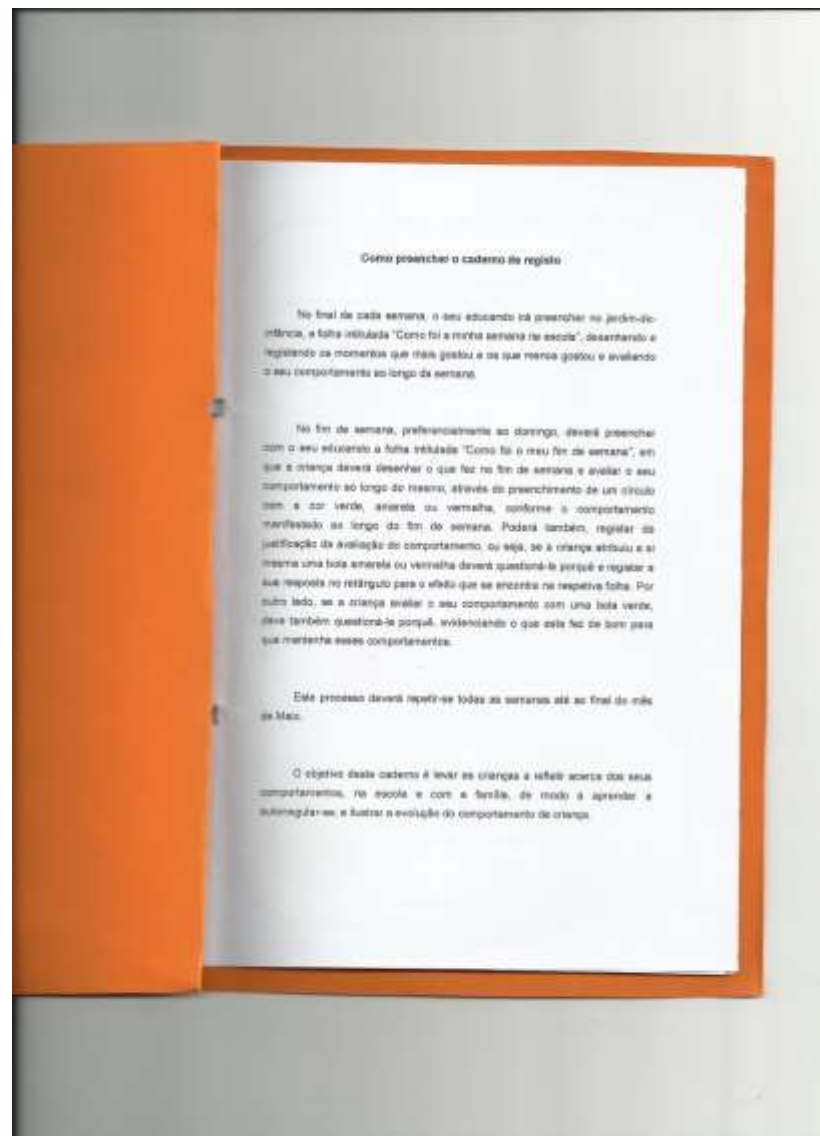 Como preencher o caderno de registo
No final de cada semana, o seu educando irá preencher no jardim-de-
infância, a folha intitulada "Como foi a minha semana na escola", desenhando e
registando os momentos que mais gostou e os que menos gostou e avaliando
o seu comportamento ao longo da semana.
No fim de semana, preferencialmente ao domingo, deverá preencher
com o seu educando a folha intitulada "Como foi o meu fim de semana", em
que a criança deverá desenhar o que fez no fim de semana e avaliar o seu
comportamento ao longo do mesmo, através do preenchimento de um círculo
com a cor verde, amarela ou vermelha, conforme o comportamento
manifestado ao longo do fim de semana. Poderá também, registar da
justificação da avaliação do comportamento, ou seja, se a criança atribuiu a si
mesma uma bola amarela ou vermelha deverá questioná-la porquê e registar a
sua resposta no retângulo para o efeito que se encontra na respetiva folha. Por
outro lado, se a criança avaliar o seu comportamento com uma bola verde,
deve também questioná-la porquê, evidenciando o que esta fez de bom para
que mantenha esses comportamentos.
Este processo deverá repetir-se todas as semanas até ao final do mês
de Maio.
O objetivo deste caderno é levar as crianças a refletir acerca dos seus
comportamentos, na escola e com a família, de modo a aprender a
autorregular-se, e ilustrar a evolução do comportamento da criança.